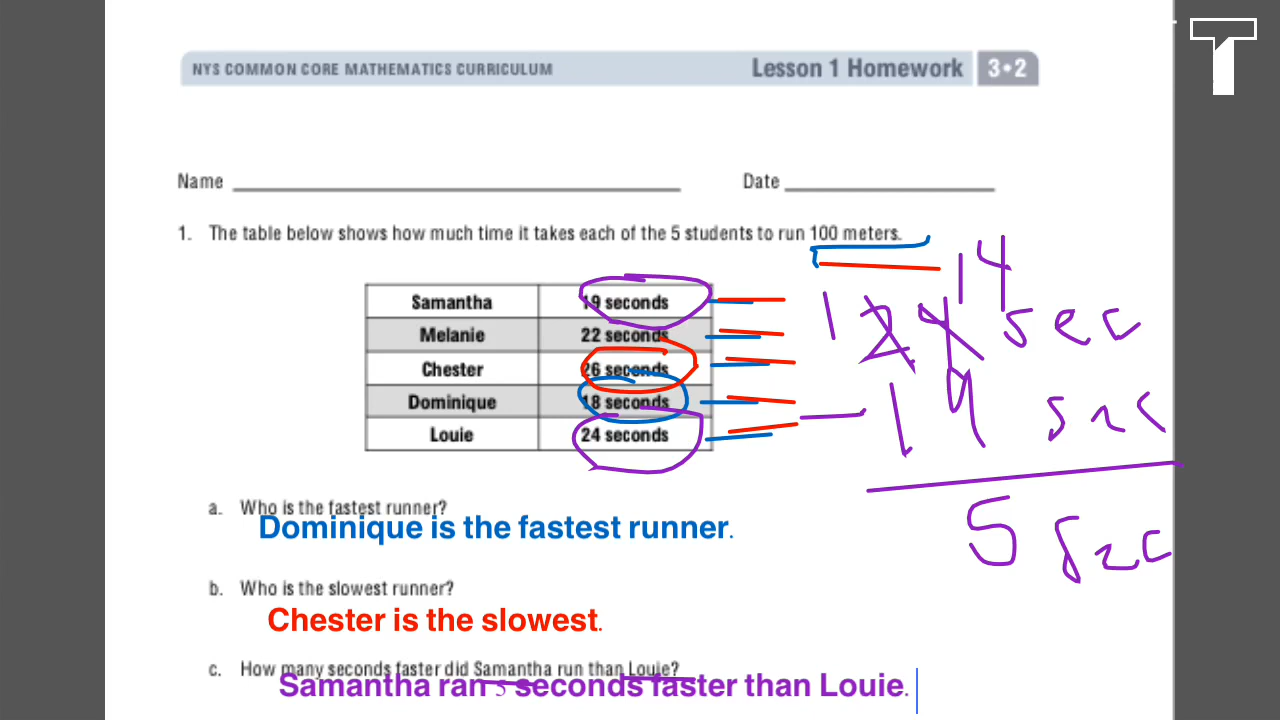 T
NYS COMMON CORE MATHEMATICS CURRICULUM Lesson 1 Homework 3•2
Name Date
1. The table below shows how much time it takes each of the 5 students to run 100 meters.
Samantha 19 seconds
Melanie 22 seconds
Chester 26 seconds
Dominique 18 seconds
Louie 24 seconds
14
1 24 sec
- 19 sec
5 sec
a. Who is the fastest runner?
Dominique is the fastest runner.
b. Who is the slowest runner?
Chester is the slowest.
c. How many seconds faster did Samantha run than Louie?
Samantha ran 5 seconds faster than Louie.